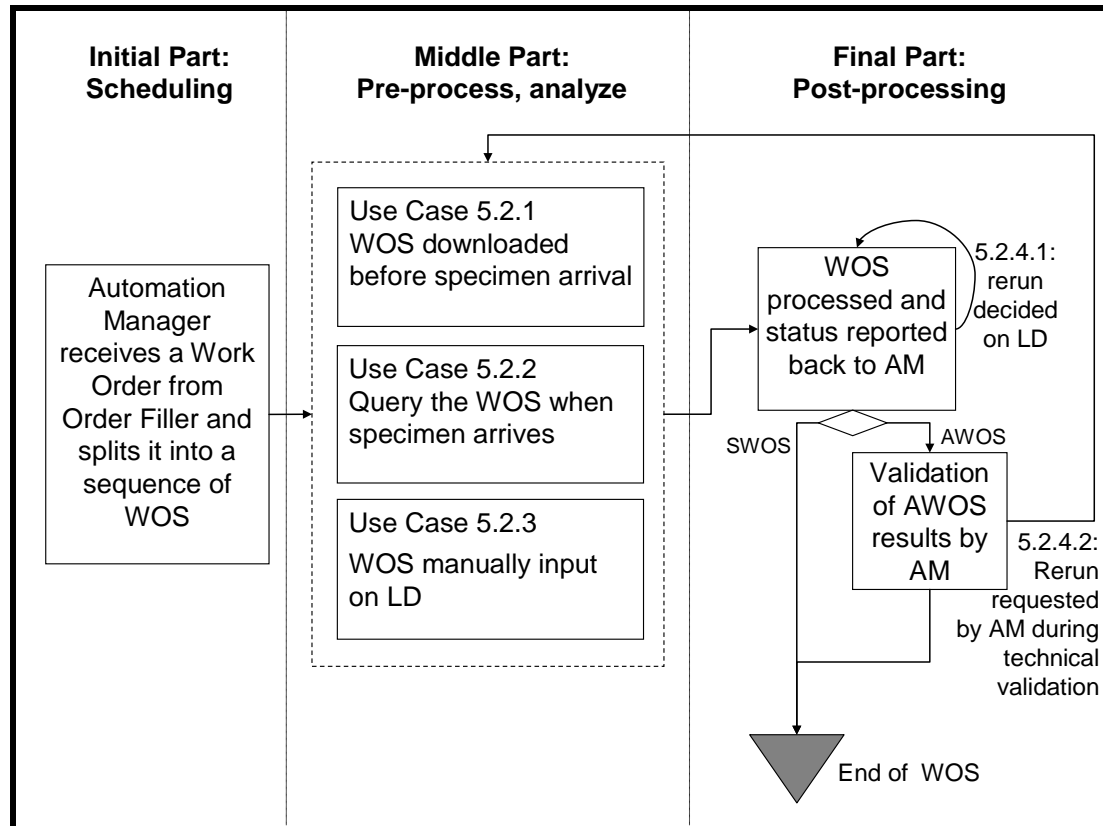 Initial Part:
Scheduling
Middle Part:
Pre-process, analyze
Final Part:
Post-processing
Automation
Manager
receives a Work
Order from
Order Filler and
splits it into a
sequence of
WOS
Use Case 5.2.1
WOS downloaded
before specimen arrival
Use Case 5.2.2
Query the WOS when
specimen arrives
Use Case 5.2.3
WOS manually input
on LD
WOS
processed and
status reported
back to AM
5.2.4.1:
rerun
decided
on LD
SWOS
AWOS
Validation
of AWOS
results by
AM
5.2.4.2:
Rerun
requested
by AM during
technical
validation
End of WOS